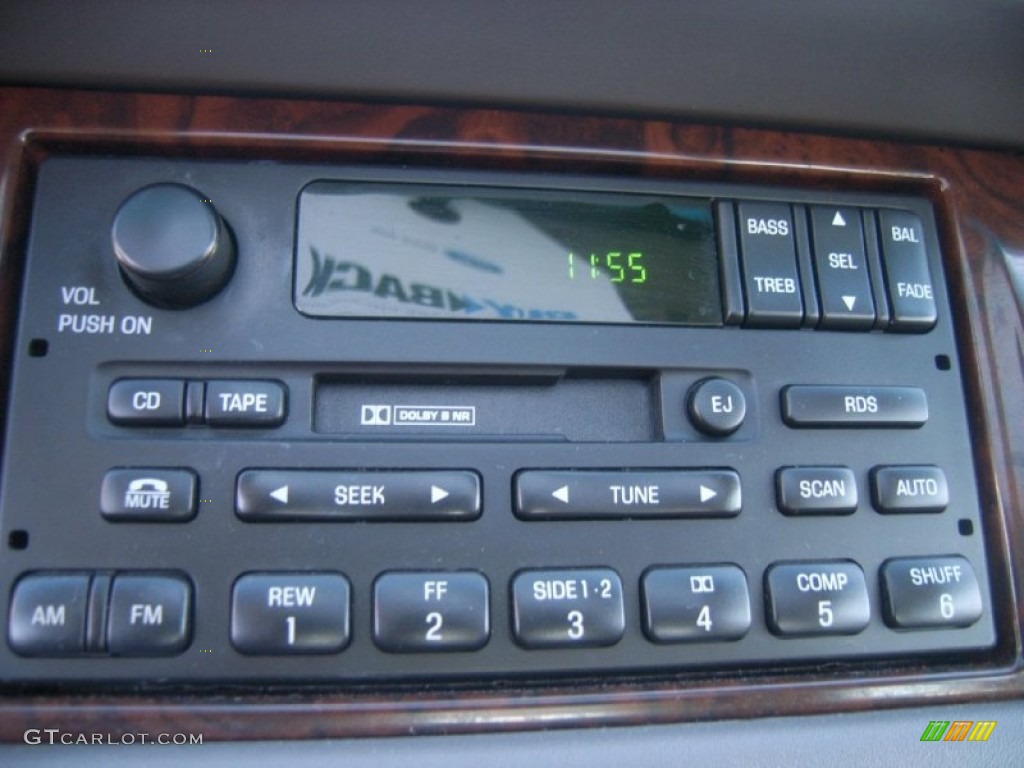 11:55
BASS
TREB
▲
SEL
▼
BAL
FADE
VOL
PUSH ON
CD
TAPE
DOLBY B NR
EJ
RDS
MUTE
◀ SEEK ▶
◀ TUNE ▶
SCAN
AUTO
AM
FM
REW
1
FF
2
SIDE 1·2
3
4
COMP
5
SHUFF
6
GTCARLOT.COM